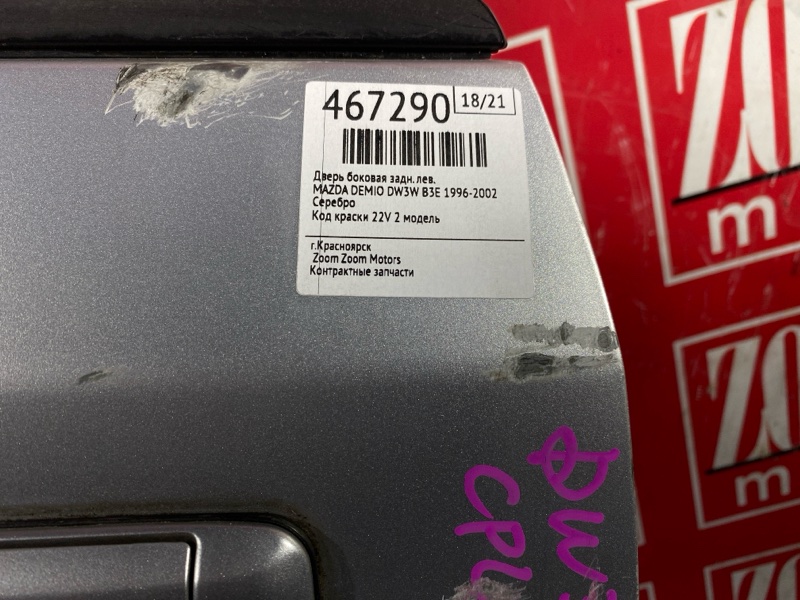 467290
18/21
Дверь боковая задн. лев.
MAZDA DEMIO DW3W B3E 1996-2002
Серебро
Код краски 22V 2 модель
г.Красноярск
Zoom Zoom Motors
Контрактные запчасти